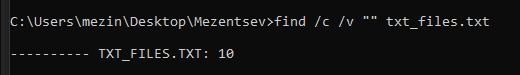 C:\Users\mezin\Desktop\Mezentsev>find /c /v "" txt_files.txt
---------- TXT_FILES.TXT: 10